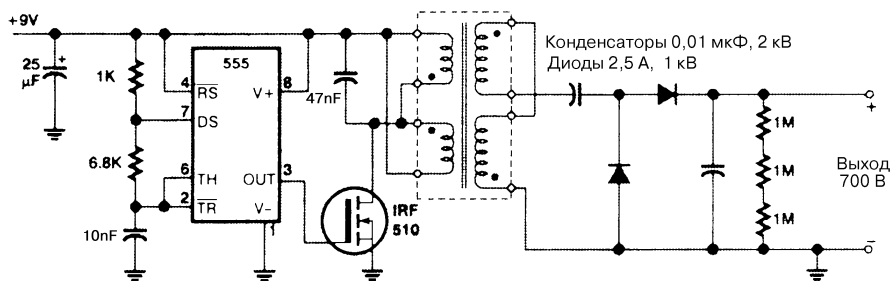 +9V
25
μF
+
1K
6.8K
10nF
555
4
RS
V+
8
7
DS
6
TH
OUT
3
2
TR
V−
1
47nF
IRF
510
Конденсаторы 0,01 мкФ, 2 кВ
Диоды 2,5 А, 1 кВ
1M
1M
1M
+
Выход
700 В
−